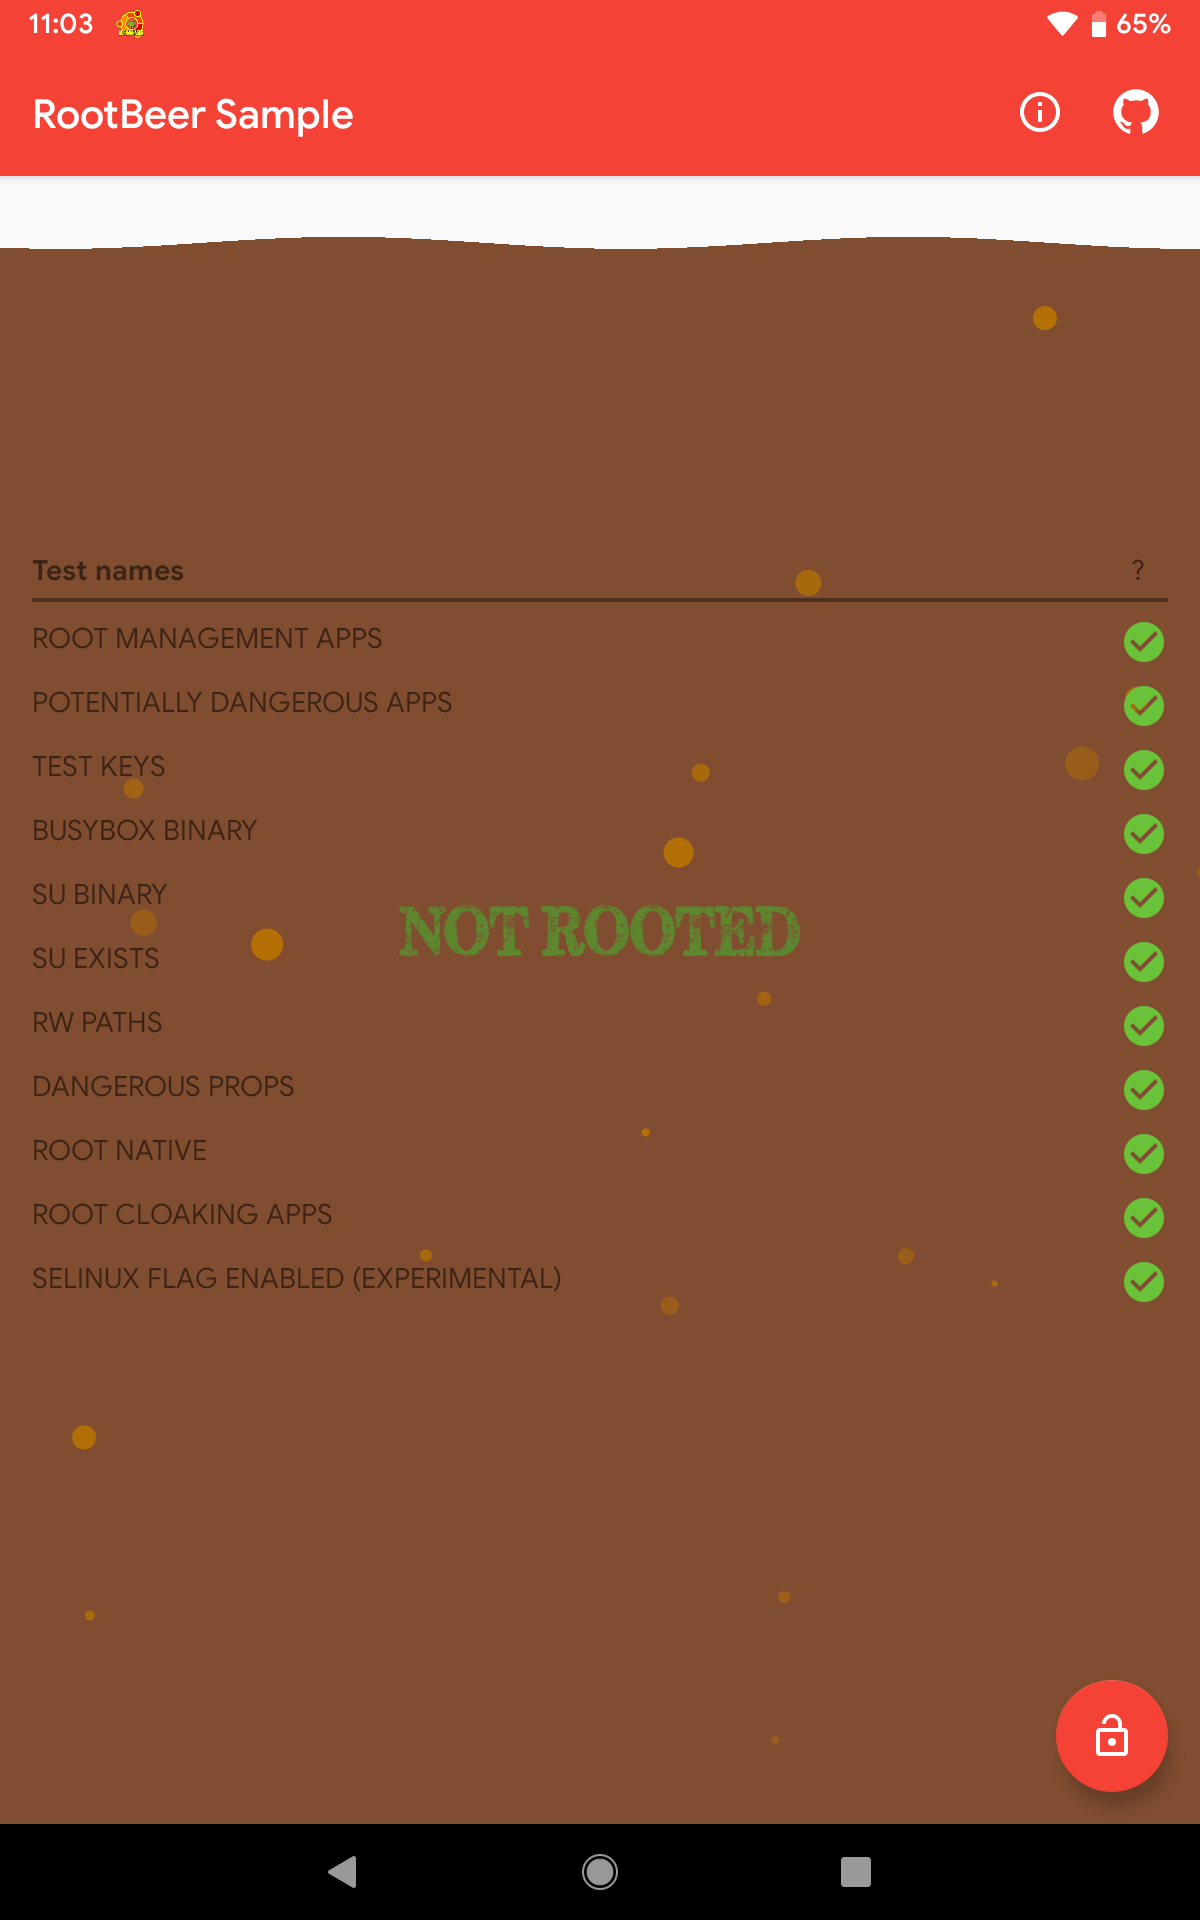 11:03 65%
RootBeer Sample
Test names ?
ROOT MANAGEMENT APPS
POTENTIALLY DANGEROUS APPS
TEST KEYS
BUSYBOX BINARY
SU BINARY
NOT ROOTED
SU EXISTS
RW PATHS
DANGEROUS PROPS
ROOT NATIVE
ROOT CLOAKING APPS
SELINUX FLAG ENABLED (EXPERIMENTAL)